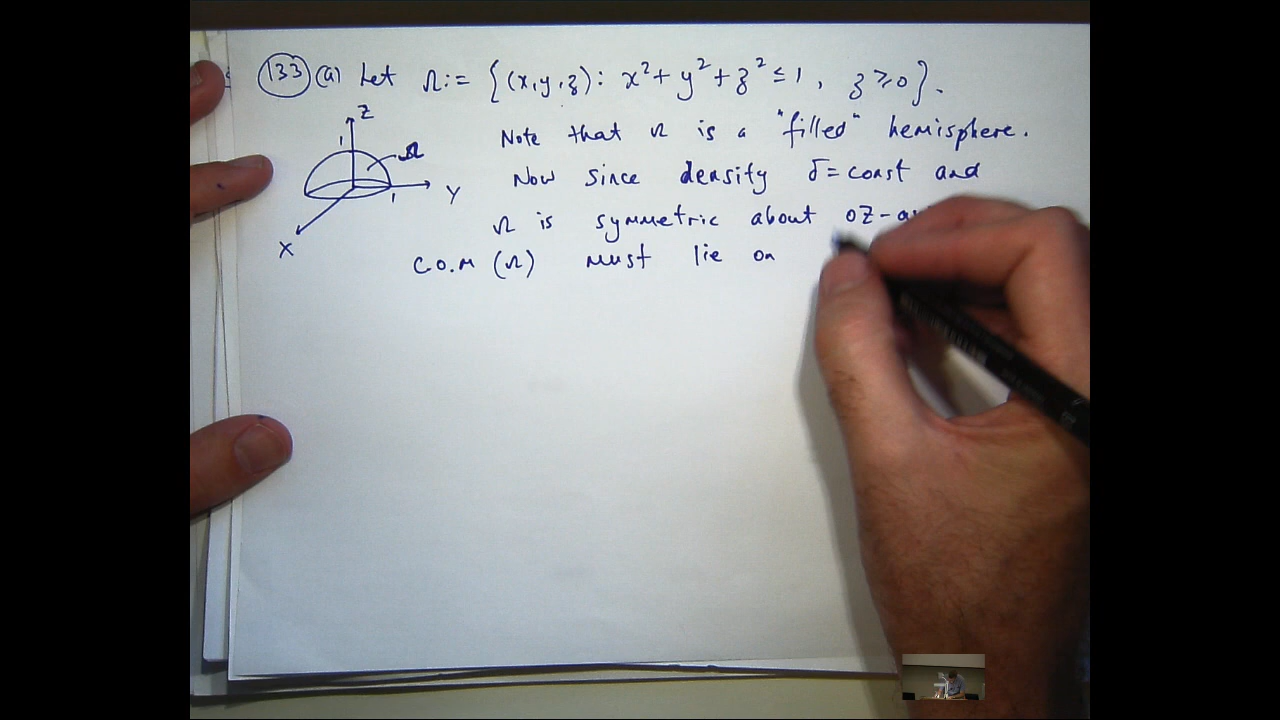 133 (a) Let Ω := {(x,y,z): x²+y²+z² ≤ 1, z ≥ 0}.
Z
1
Ω
Y
1
X
Note that Ω is a "filled" hemisphere.
Now since density δ = const and
Ω is symmetric about OZ-
C.O.M (Ω) must lie on